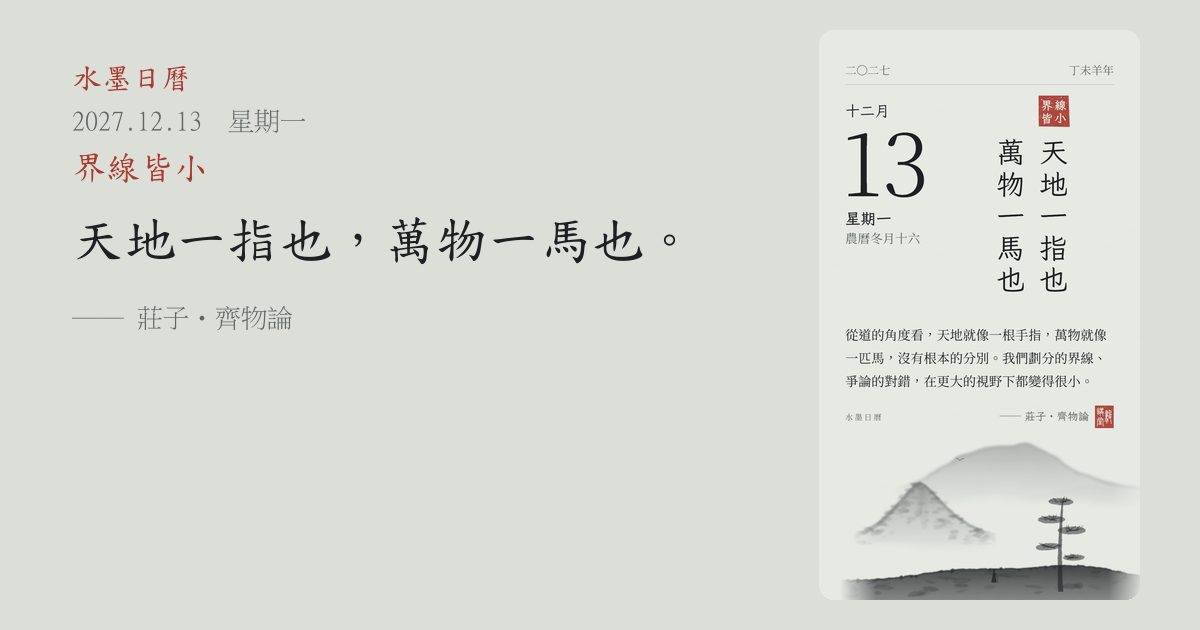 水墨日曆
2027.12.13 星期一
界線皆小
天地一指也，萬物一馬也。
—— 莊子・齊物論
二〇二七
丁未羊年
十二月
13
星期一
農曆冬月十六
界線皆小
天地一指也
萬物一馬也
從道的角度看，天地就像一根手指，萬物就像
一匹馬，沒有根本的分別。我們劃分的界線、
爭論的對錯，在更大的視野下都變得很小。
水墨日曆
—— 莊子・齊物論